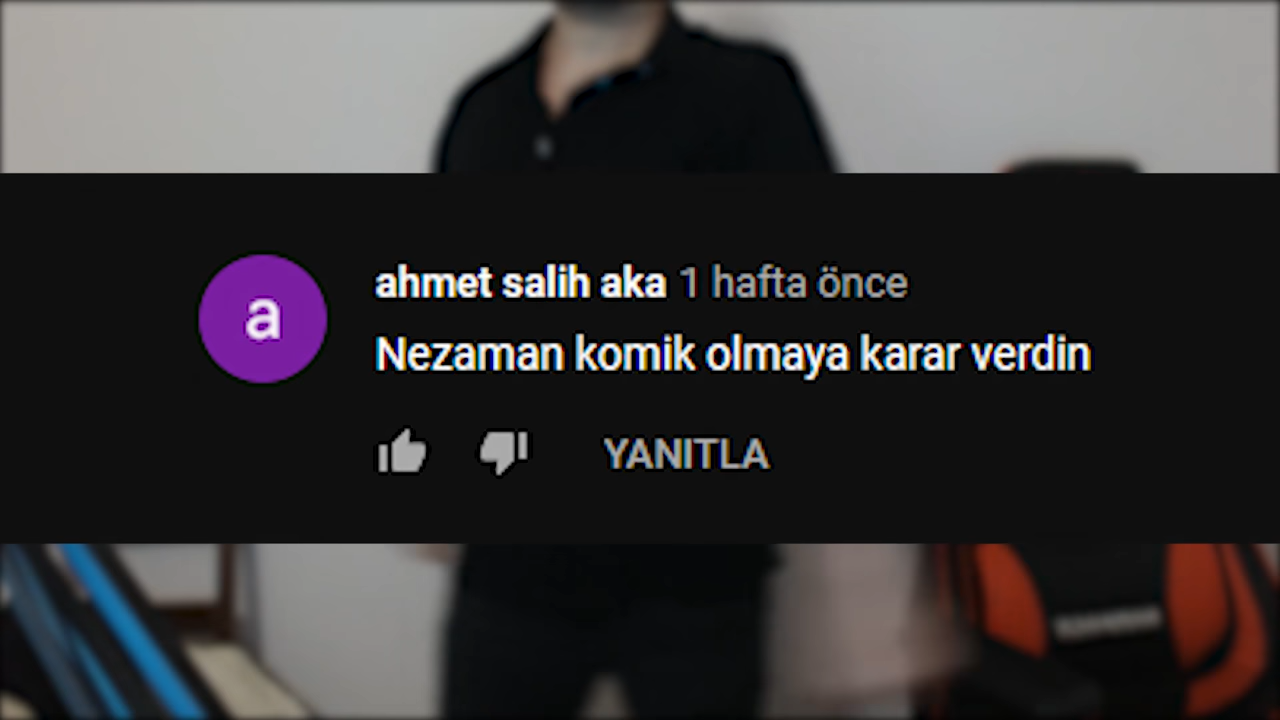 a
ahmet salih aka 1 hafta önce
Nezaman komik olmaya karar verdin
YANITLA